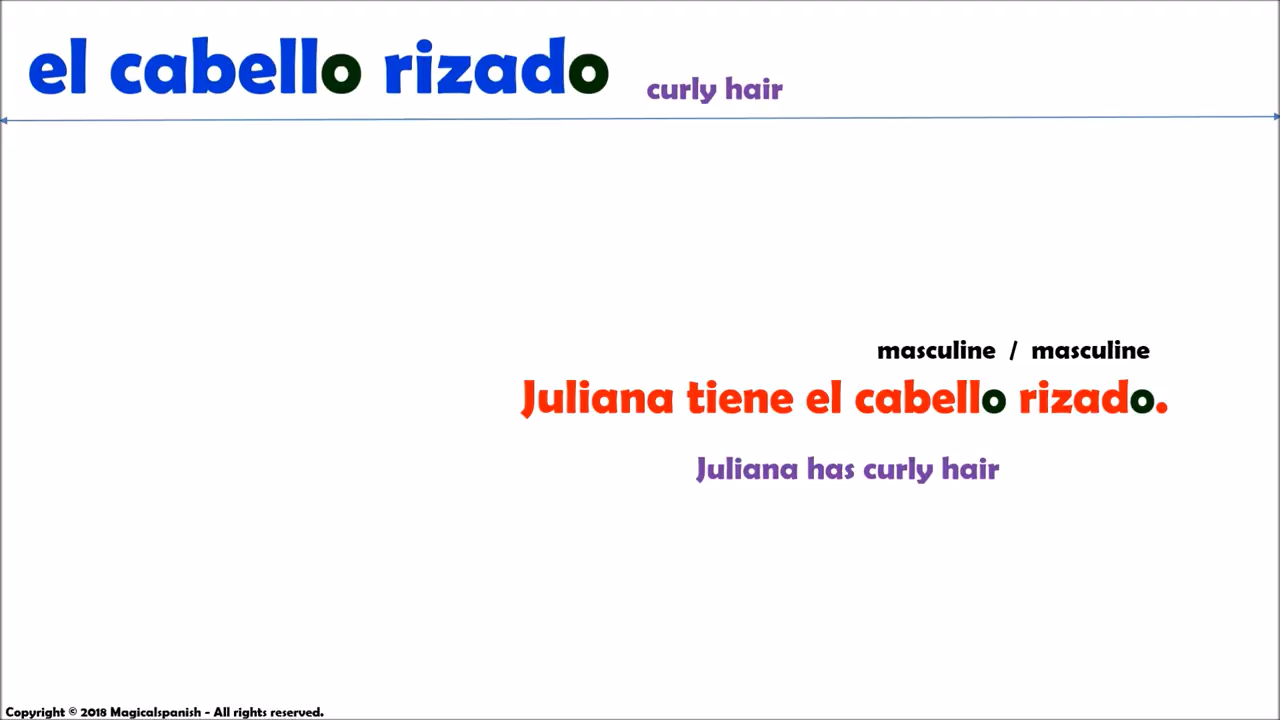 el cabello rizado curly hair
masculine / masculine
Juliana tiene el cabello rizado.
Juliana has curly hair
Copyright © 2018 Magicalspanish - All rights reserved.